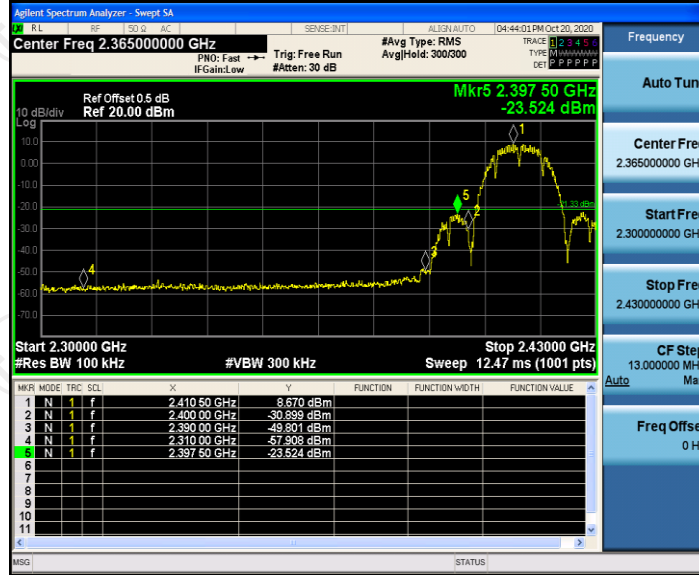 Agilent Spectrum Analyzer - Swept SA
RL RF 50 Ω AC SENSE:INT ALIGN AUTO 04:44:01 PM Oct 20, 2020
Center Freq 2.365000000 GHz
PNO: Fast
IFGain:Low
Trig: Free Run
#Atten: 30 dB
#Avg Type: RMS
Avg|Hold: 300/300
TRACE 1 2 3 4 5 6
TYPE M
DET P P P P P P
Frequency
Ref Offset 0.5 dB
10 dB/div Ref 20.00 dBm
Log
Mkr5 2.397 50 GHz
-23.524 dBm
10.0
0.00
-10.0
-20.0
-30.0
-40.0
-50.0
-60.0
-70.0
1
5
2
-21.33 dBm
3
4
Start 2.30000 GHz
#Res BW 100 kHz
#VBW 300 kHz
Stop 2.43000 GHz
Sweep 12.47 ms (1001 pts)
MKR MODE TRC SCL X Y FUNCTION FUNCTION WIDTH FUNCTION VALUE
1 N 1 f 2.410 50 GHz 8.670 dBm
2 N 1 f 2.400 00 GHz -30.899 dBm
3 N 1 f 2.390 00 GHz -49.801 dBm
4 N 1 f 2.310 00 GHz -57.908 dBm
5 N 1 f 2.397 50 GHz -23.524 dBm
6
7
8
9
10
11
MSG STATUS
Auto Tun
Center Fre
2.365000000 GH
Start Fre
2.300000000 GH
Stop Fre
2.430000000 GH
CF Ste
13.000000 MH
Auto Ma
Freq Offse
0 H